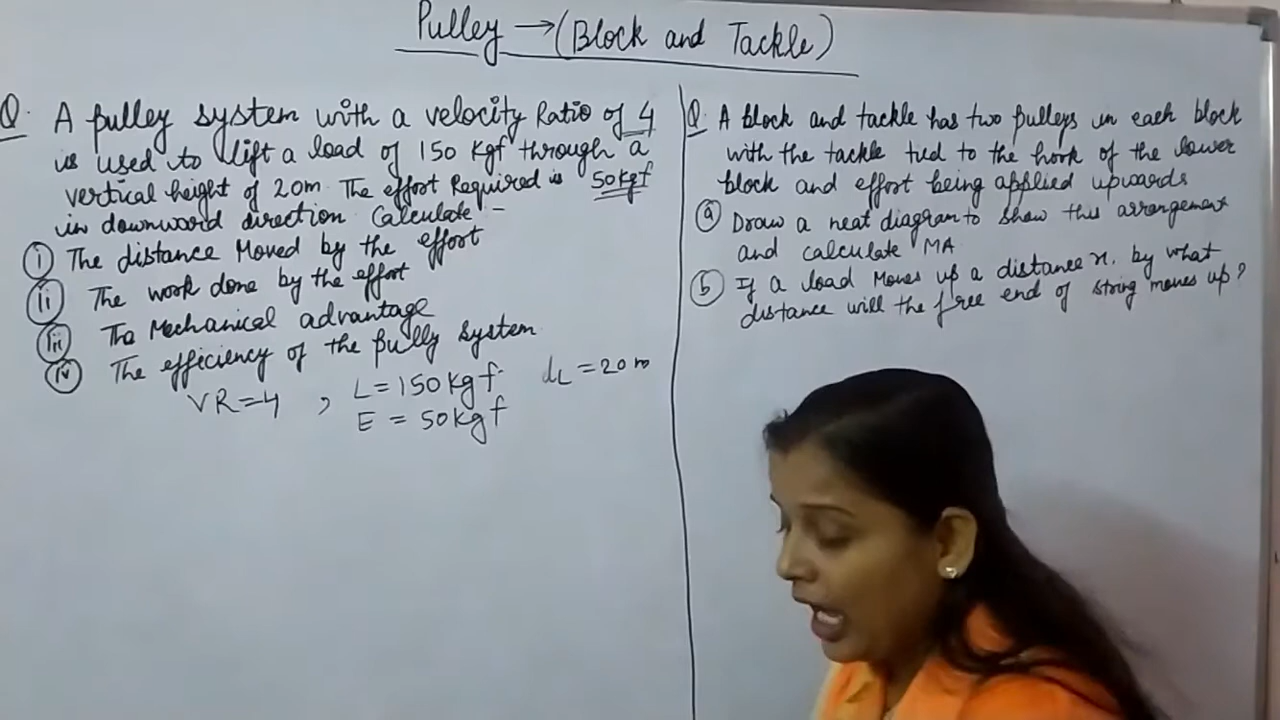 Pulley → (Block and Tackle)
Q. A pulley system with a velocity Ratio of 4
is used to lift a load of 150 Kgf through a
vertical height of 20m. The effort Required is 50kgf
in downward direction Calculate -
(i) The distance Moved by the effort
(ii) The work done by the effort
(iii) The Mechanical advantage
(iv) The efficiency of the pully system
VR=4 , L=150 kgf dL=20m
E = 50kgf
Q. A block and tackle has two pulleys in each block
with the tackle tied to the hook of the lower
block and effort being applied upwards
(a) Draw a neat diagram to show this arrangement
and calculate MA
(b) If a load Moves up a distance x. by what
distance will the free end of string moves up?